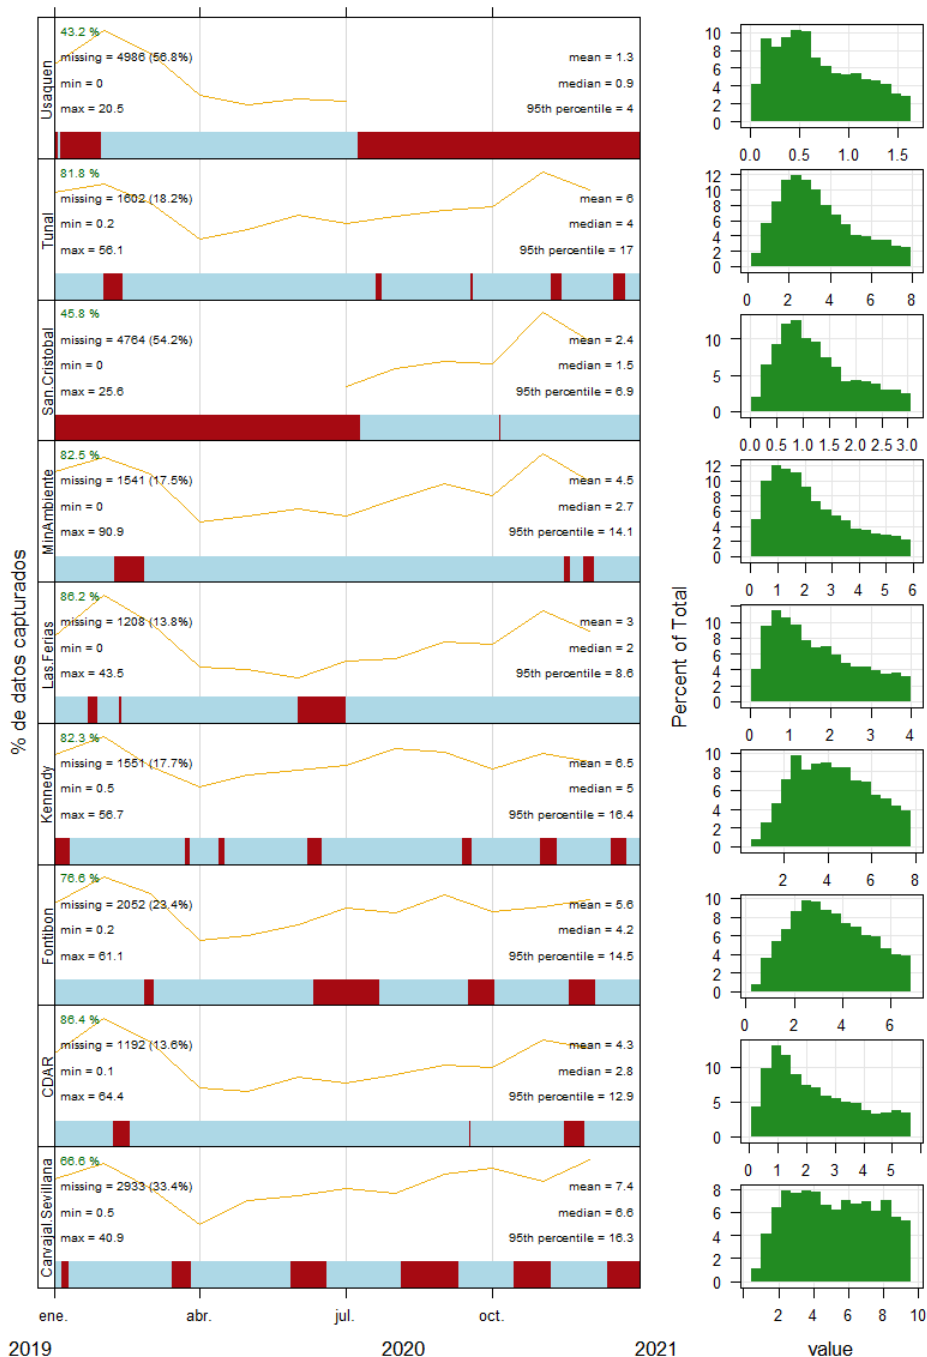 % de datos capturados
Usaquen
43.2 %
missing = 4986 (56.8%)
min = 0
max = 20.5
mean = 1.3
median = 0.9
95th percentile = 4
Tunal
81.8 %
missing = 1602 (18.2%)
min = 0.2
max = 56.1
mean = 6
median = 4
95th percentile = 17
San.Cristobal
45.8 %
missing = 4764 (54.2%)
min = 0
max = 25.6
mean = 2.4
median = 1.5
95th percentile = 6.9
MinAmbiente
82.5 %
missing = 1541 (17.5%)
min = 0
max = 90.9
mean = 4.5
median = 2.7
95th percentile = 14.1
Las.Ferias
86.2 %
missing = 1208 (13.8%)
min = 0
max = 43.5
mean = 3
median = 2
95th percentile = 8.6
Kennedy
82.3 %
missing = 1551 (17.7%)
min = 0.5
max = 56.7
mean = 6.5
median = 5
95th percentile = 16.4
Fontibon
76.6 %
missing = 2052 (23.4%)
min = 0.2
max = 61.1
mean = 5.6
median = 4.2
95th percentile = 14.5
CDAR
86.4 %
missing = 1192 (13.6%)
min = 0.1
max = 64.4
mean = 4.3
median = 2.8
95th percentile = 12.9
Carvajal.Sevillana
66.6 %
missing = 2933 (33.4%)
min = 0.5
max = 40.9
mean = 7.4
median = 6.6
95th percentile = 16.3
ene. abr. jul. oct.
2019 2020 2021
Percent of Total
10
8
6
4
2
0
0.0 0.5 1.0 1.5
12
10
8
6
4
2
0
0 2 4 6 8
10
5
0
0.0 0.5 1.0 1.5 2.0 2.5 3.0
12
10
8
6
4
2
0
0 1 2 3 4 5 6
10
8
6
4
2
0
0 1 2 3 4
10
8
6
4
2
0
2 4 6 8
10
8
6
4
2
0
0 2 4 6
10
5
0
0 1 2 3 4 5
8
6
4
2
0
2 4 6 8 10
value